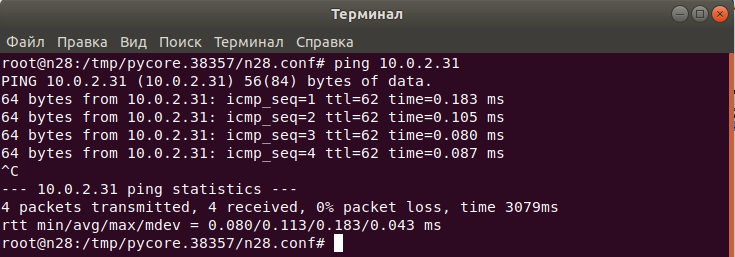 Терминал
Файл Правка Вид Поиск Терминал Справка
root@n28:/tmp/pycore.38357/n28.conf# ping 10.0.2.31
PING 10.0.2.31 (10.0.2.31) 56(84) bytes of data.
64 bytes from 10.0.2.31: icmp_seq=1 ttl=62 time=0.183 ms
64 bytes from 10.0.2.31: icmp_seq=2 ttl=62 time=0.105 ms
64 bytes from 10.0.2.31: icmp_seq=3 ttl=62 time=0.080 ms
64 bytes from 10.0.2.31: icmp_seq=4 ttl=62 time=0.087 ms
^C
--- 10.0.2.31 ping statistics ---
4 packets transmitted, 4 received, 0% packet loss, time 3079ms
rtt min/avg/max/mdev = 0.080/0.113/0.183/0.043 ms
root@n28:/tmp/pycore.38357/n28.conf#